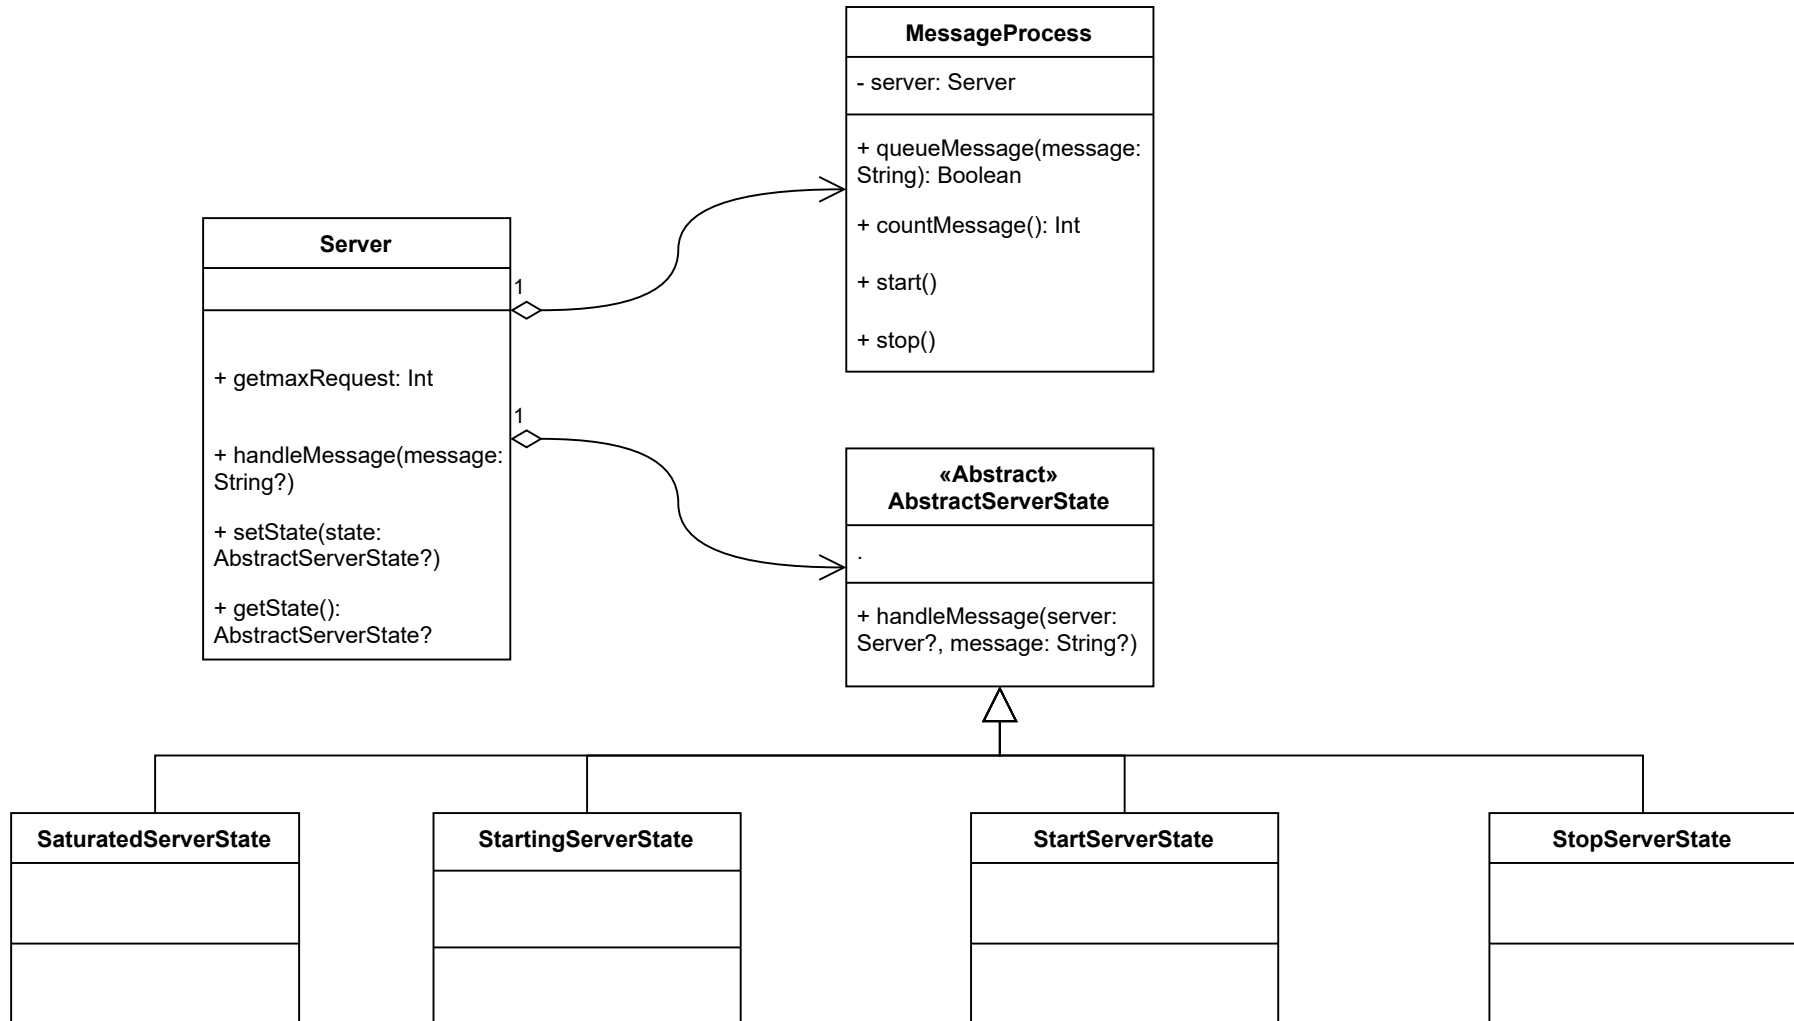 MessageProcess
- server: Server
+ queueMessage(message:
String): Boolean
+ countMessage(): Int
+ start()
+ stop()
Server
1
+ getmaxRequest: Int
1
+ handleMessage(message:
String?)
+ setState(state:
AbstractServerState?)
+ getState():
AbstractServerState?
«Abstract»
AbstractServerState
.
+ handleMessage(server:
Server?, message: String?)
SaturatedServerState
StartingServerState
StartServerState
StopServerState